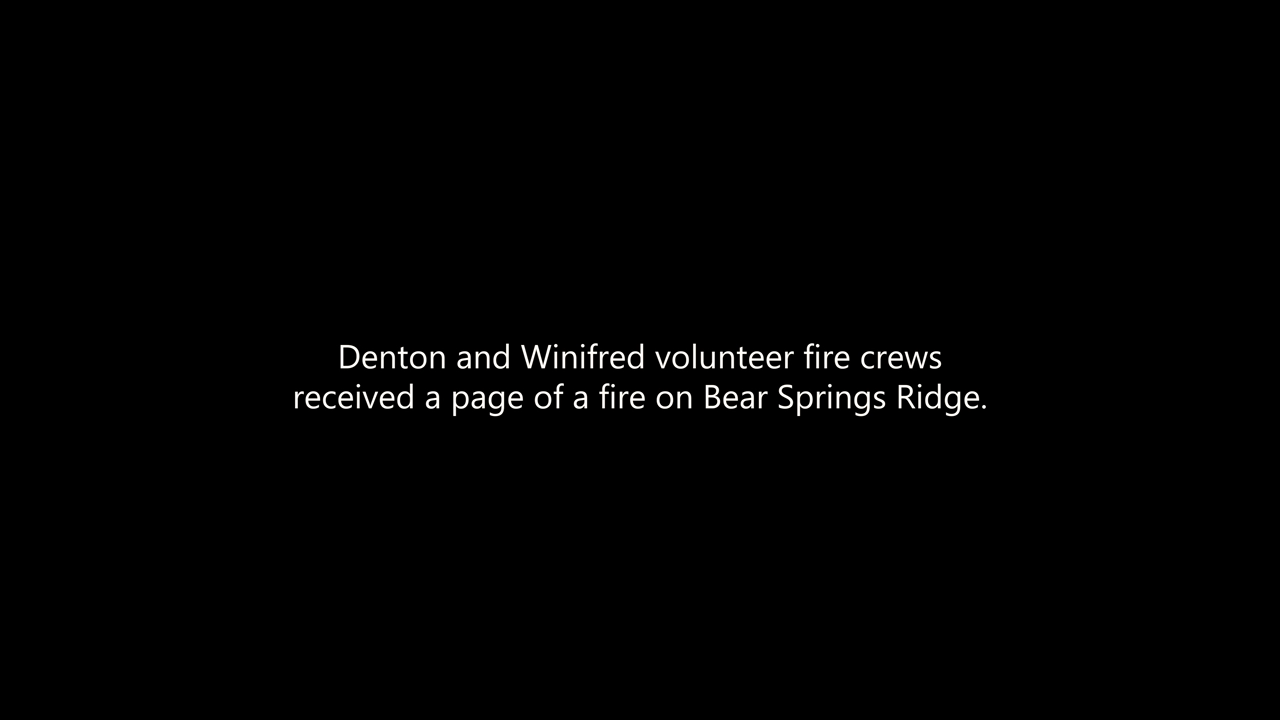 Denton and Winifred volunteer fire crews
received a page of a fire on Bear Springs Ridge.